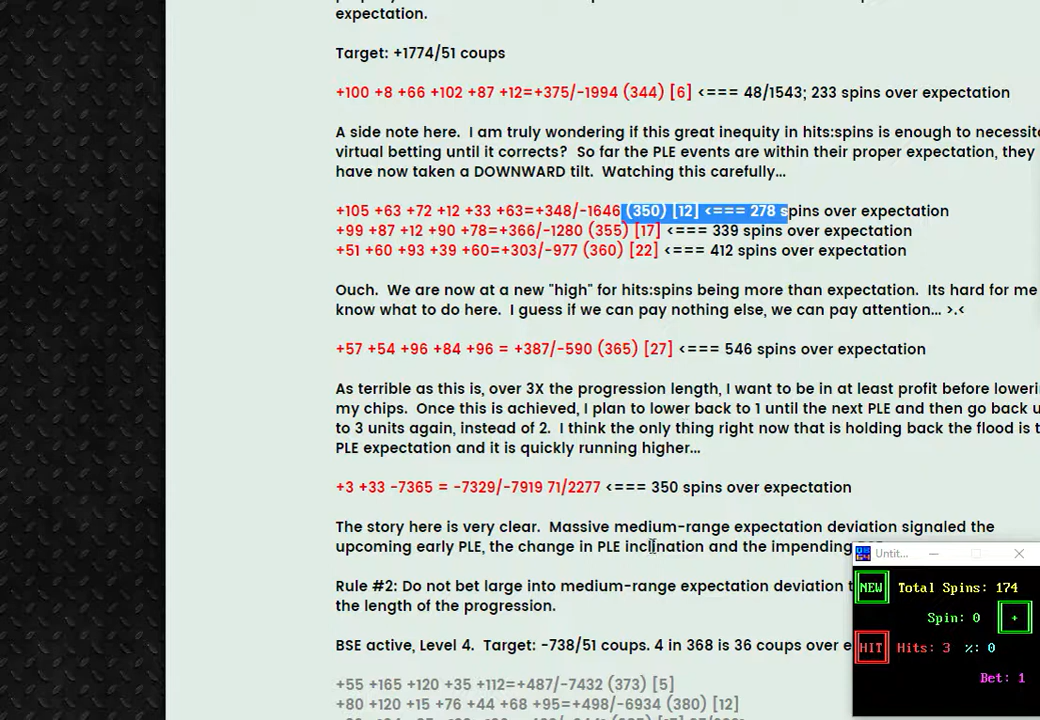 expectation.
Target: +1774/51 coups
+100 +8 +66 +102 +87 +12=+375/-1994 (344) [6] <=== 48/1543; 233 spins over expectation
A side note here.  I am truly wondering if this great inequity in hits:spins is enough to necessit
virtual betting until it corrects?  So far the PLE events are within their proper expectation, they
have now taken a DOWNWARD tilt.  Watching this carefully...
+105 +63 +72 +12 +33 +63=+348/-1646 (350) [12] <=== 278 spins over expectation
+99 +87 +12 +90 +78=+366/-1280 (355) [17] <=== 339 spins over expectation
+51 +60 +93 +39 +60=+303/-977 (360) [22] <=== 412 spins over expectation
Ouch.  We are now at a new "high" for hits:spins being more than expectation.  Its hard for me
know what to do here.  I guess if we can pay nothing else, we can pay attention... >.<
+57 +54 +96 +84 +96 = +387/-590 (365) [27] <=== 546 spins over expectation
As terrible as this is, over 3X the progression length, I want to be in at least profit before loweri
my chips.  Once this is achieved, I plan to lower back to 1 until the next PLE and then go back u
to 3 units again, instead of 2.  I think the only thing right now that is holding back the flood is t
PLE expectation and it is quickly running higher...
+3 +33 -7365 = -7329/-7919 71/2277 <=== 350 spins over expectation
The story here is very clear.  Massive medium-range expectation deviation signaled the
upcoming early PLE, the change in PLE inclination and the impending
Rule #2: Do not bet large into medium-range expectation deviation t
the length of the progression.
BSE active, Level 4.  Target: -738/51 coups. 4 in 368 is 36 coups over e
+55 +165 +120 +35 +112=+487/-7432 (373) [5]
+80 +120 +15 +76 +44 +68 +95=+498/-6934 (380) [12]
Untit...
NEW Total Spins: 174
Spin: 0 +
HIT Hits: 3 %: 0
Bet: 1